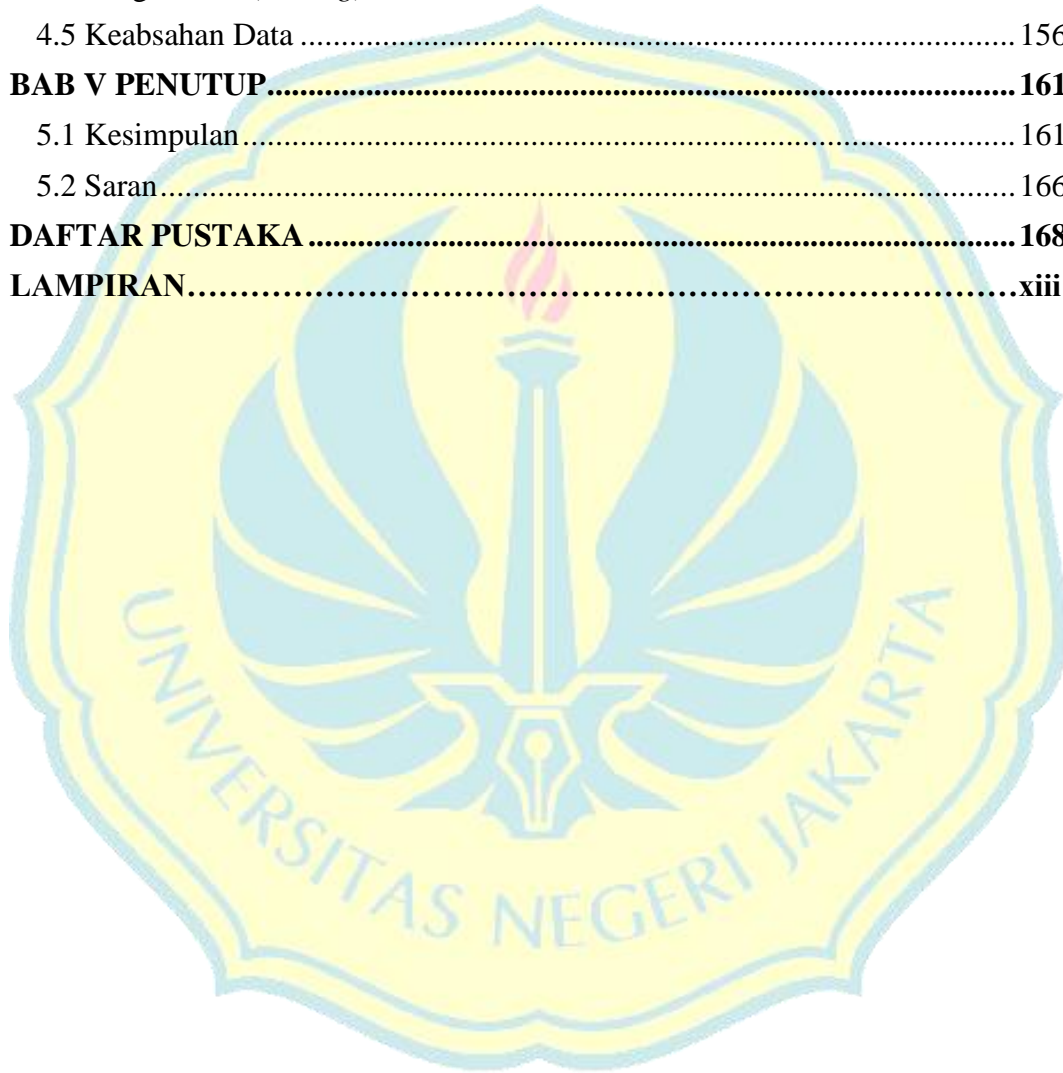 4.5 Keabsahan Data ........................................................................................ 156
BAB V PENUTUP............................................................................................. 161
5.1 Kesimpulan................................................................................................ 161
5.2 Saran.......................................................................................................... 166
DAFTAR PUSTAKA ........................................................................................ 168
LAMPIRAN…………………………………………………………………………xiii
UNIVERSITAS NEGERI JAKARTA